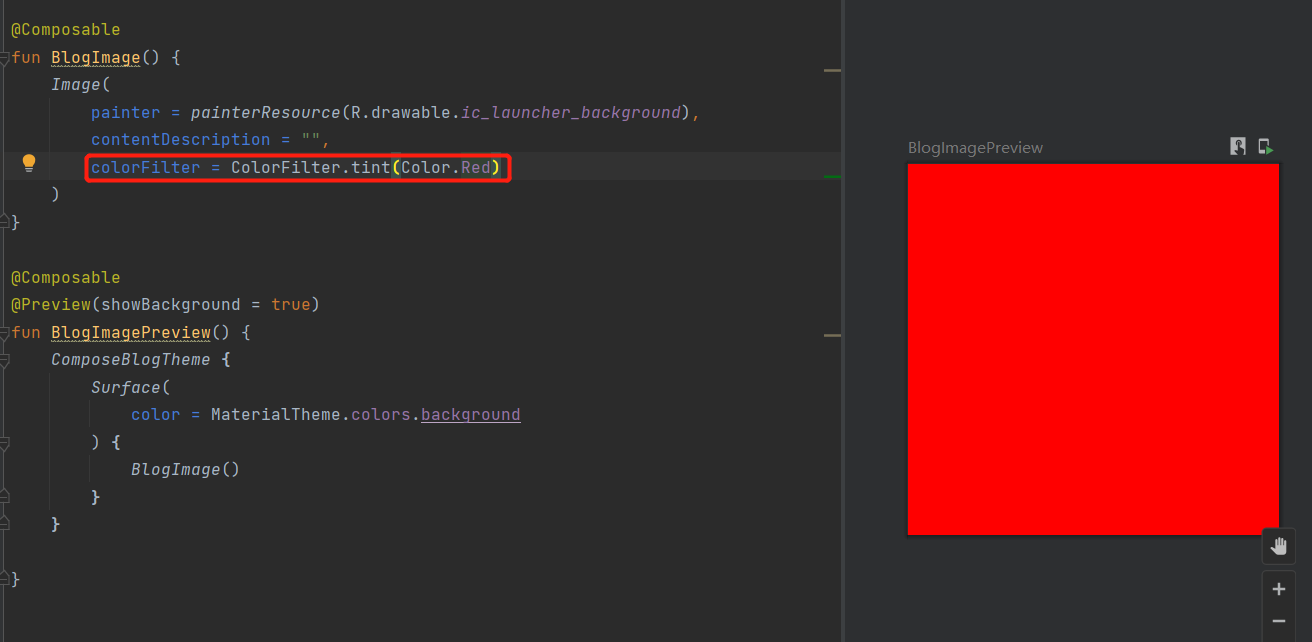 @Composable
fun BlogImage() {
    Image(
        painter = painterResource(R.drawable.ic_launcher_background),
        contentDescription = "",
        colorFilter = ColorFilter.tint(Color.Red)
    )
}
@Composable
@Preview(showBackground = true)
fun BlogImagePreview() {
    ComposeBlogTheme {
        Surface(
            color = MaterialTheme.colors.background
        ) {
            BlogImage()
        }
    }
}
BlogImagePreview